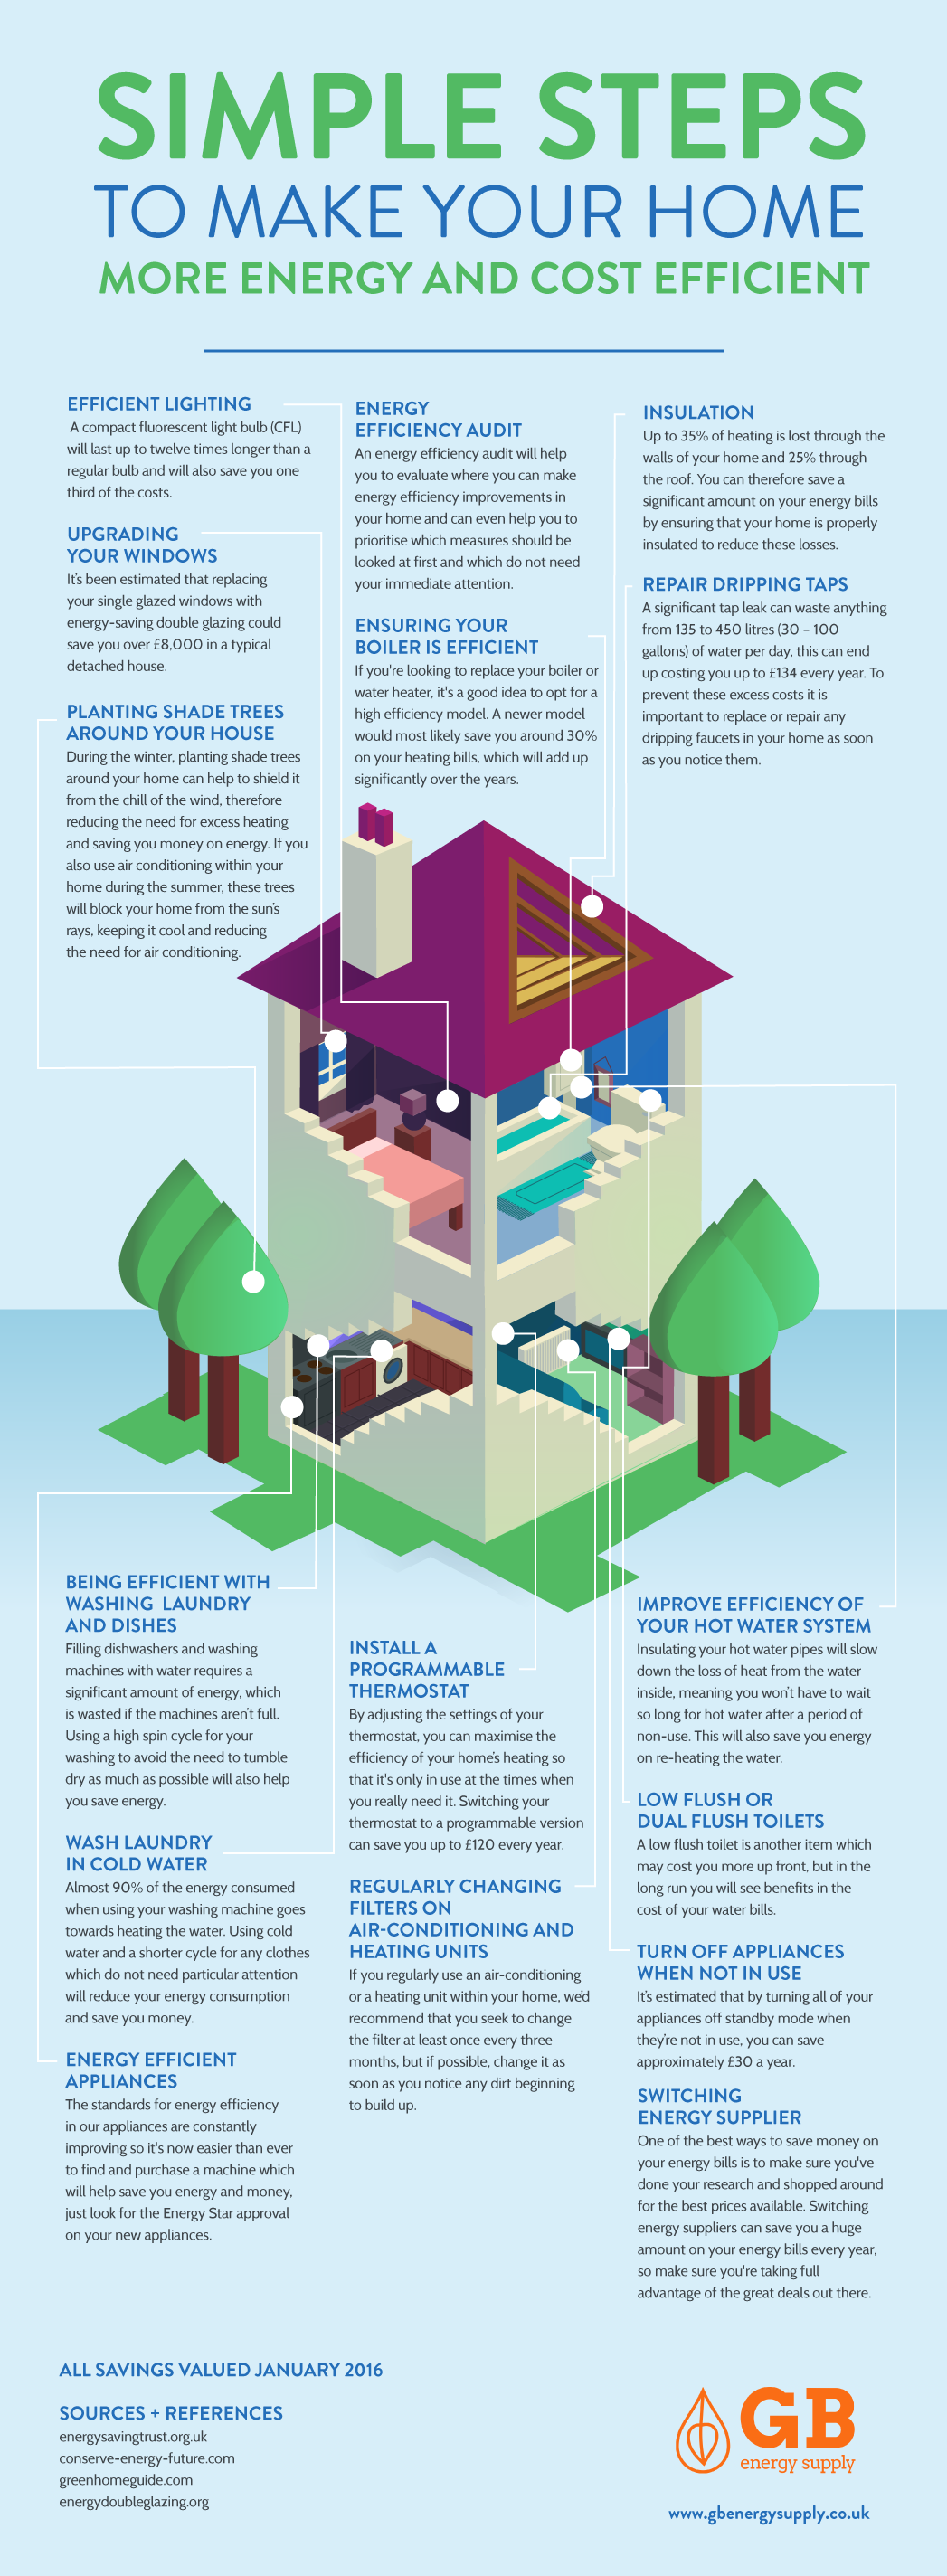 SIMPLE STEPS
TO MAKE YOUR HOME
MORE ENERGY AND COST EFFICIENT
EFFICIENT LIGHTING
A compact fluorescent light bulb (CFL)
will last up to twelve times longer than a
regular bulb and will also save you one
third of the costs.
UPGRADING
YOUR WINDOWS
It's been estimated that replacing
your single glazed windows with
energy-saving double glazing could
save you over £8,000 in a typical
detached house.
PLANTING SHADE TREES
AROUND YOUR HOUSE
During the winter, planting shade trees
around your home can help to shield it
from the chill of the wind, therefore
reducing the need for excess heating
and saving you money on energy. If you
also use air conditioning within your
home during the summer, these trees
will block your home from the sun's
rays, keeping it cool and reducing
the need for air conditioning.
ENERGY
EFFICIENCY AUDIT
An energy efficiency audit will help
you to evaluate where you can make
energy efficiency improvements in
your home and can even help you to
prioritise which measures should be
looked at first and which do not need
your immediate attention.
ENSURING YOUR
BOILER IS EFFICIENT
If you're looking to replace your boiler or
water heater, it's a good idea to opt for a
high efficiency model. A newer model
would most likely save you around 30%
on your heating bills, which will add up
significantly over the years.
INSULATION
Up to 35% of heating is lost through the
walls of your home and 25% through
the roof. You can therefore save a
significant amount on your energy bills
by ensuring that your home is properly
insulated to reduce these losses.
REPAIR DRIPPING TAPS
A significant tap leak can waste anything
from 135 to 450 litres (30 – 100
gallons) of water per day, this can end
up costing you up to £134 every year. To
prevent these excess costs it is
important to replace or repair any
dripping faucets in your home as soon
as you notice them.
BEING EFFICIENT WITH
WASHING LAUNDRY
AND DISHES
Filling dishwashers and washing
machines with water requires a
significant amount of energy, which
is wasted if the machines aren't full.
Using a high spin cycle for your
washing to avoid the need to tumble
dry as much as possible will also help
you save energy.
WASH LAUNDRY
IN COLD WATER
Almost 90% of the energy consumed
when using your washing machine goes
towards heating the water. Using cold
water and a shorter cycle for any clothes
which do not need particular attention
will reduce your energy consumption
and save you money.
ENERGY EFFICIENT
APPLIANCES
The standards for energy efficiency
in our appliances are constantly
improving so it's now easier than ever
to find and purchase a machine which
will help save you energy and money,
just look for the Energy Star approval
on your new appliances.
INSTALL A
PROGRAMMABLE
THERMOSTAT
By adjusting the settings of your
thermostat, you can maximise the
efficiency of your home's heating so
that it's only in use at the times when
you really need it. Switching your
thermostat to a programmable version
can save you up to £120 every year.
REGULARLY CHANGING
FILTERS ON
AIR-CONDITIONING AND
HEATING UNITS
If you regularly use an air-conditioning
or a heating unit within your home, we'd
recommend that you seek to change
the filter at least once every three
months, but if possible, change it as
soon as you notice any dirt beginning
to build up.
IMPROVE EFFICIENCY OF
YOUR HOT WATER SYSTEM
Insulating your hot water pipes will slow
down the loss of heat from the water
inside, meaning you won't have to wait
so long for hot water after a period of
non-use. This will also save you energy
on re-heating the water.
LOW FLUSH OR
DUAL FLUSH TOILETS
A low flush toilet is another item which
may cost you more up front, but in the
long run you will see benefits in the
cost of your water bills.
TURN OFF APPLIANCES
WHEN NOT IN USE
It's estimated that by turning all of your
appliances off standby mode when
they're not in use, you can save
approximately £30 a year.
SWITCHING
ENERGY SUPPLIER
One of the best ways to save money on
your energy bills is to make sure you've
done your research and shopped around
for the best prices available. Switching
energy suppliers can save you a huge
amount on your energy bills every year,
so make sure you're taking full
advantage of the great deals out there.
ALL SAVINGS VALUED JANUARY 2016
SOURCES + REFERENCES
energysavingtrust.org.uk
conserve-energy-future.com
greenhomeguide.com
energydoubleglazing.org
GB
energy supply
www.gbenergysupply.co.uk